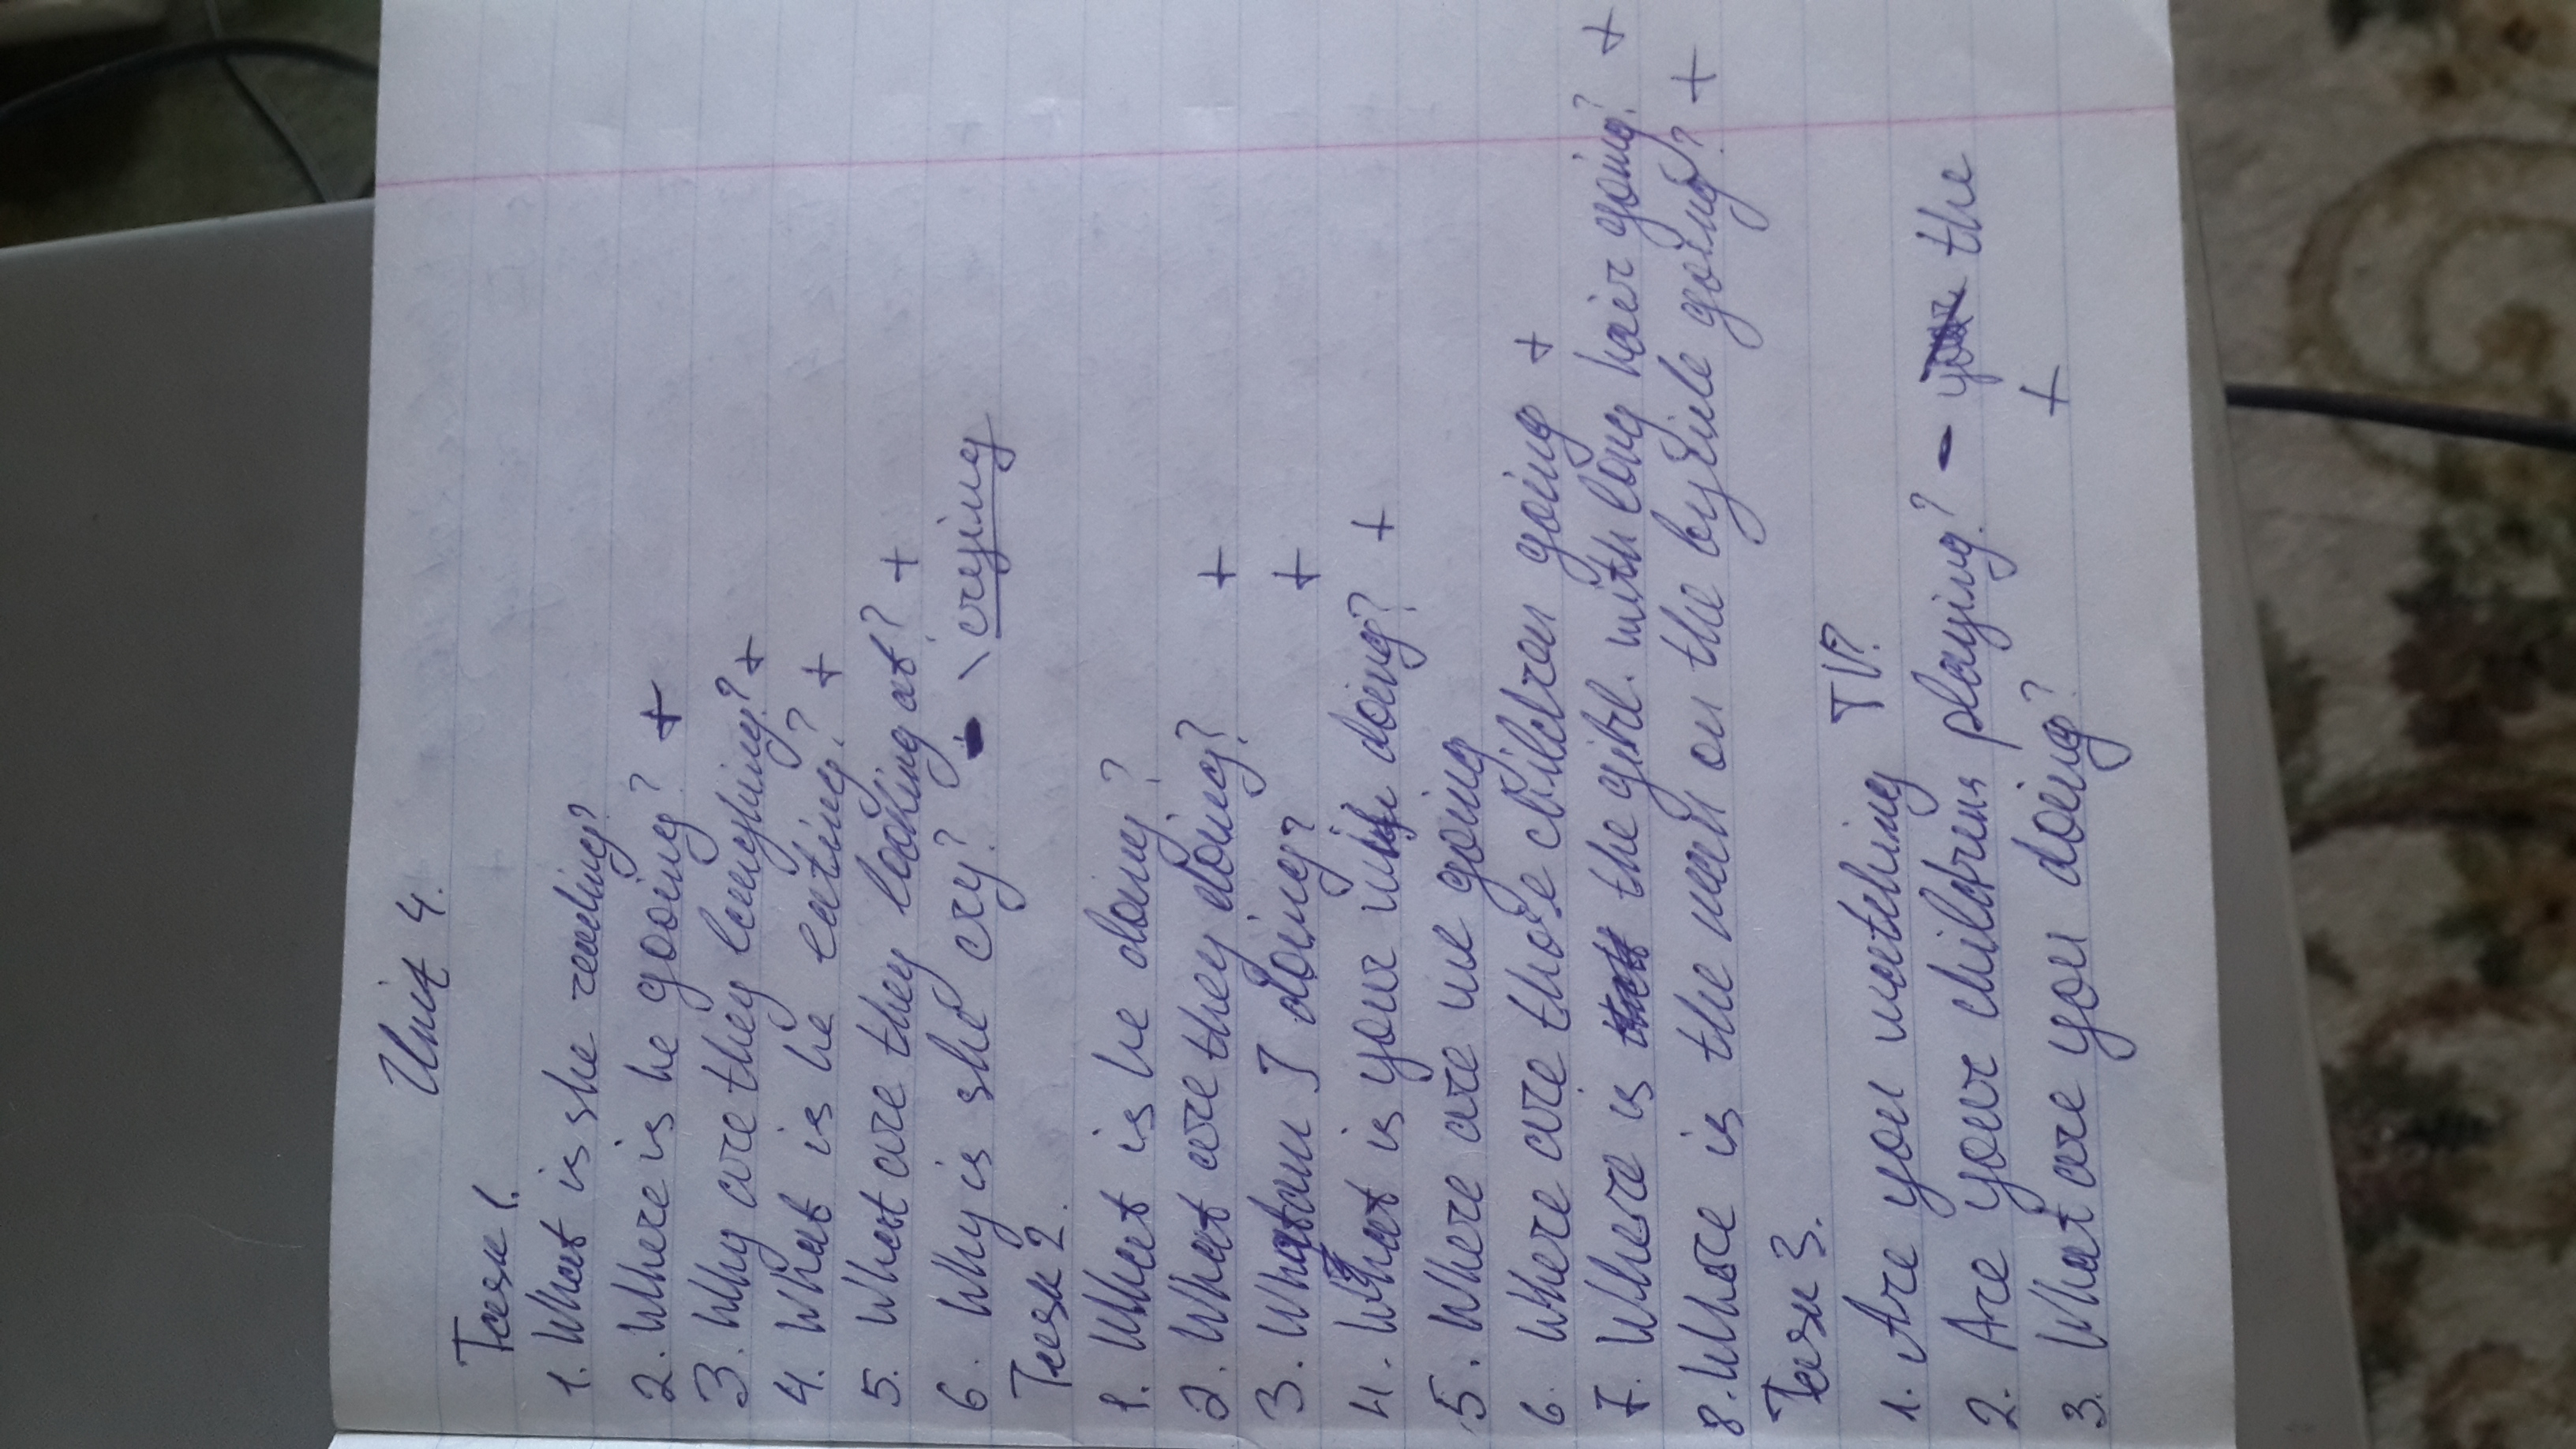 Unit 4.
Task 1.
1. What is she reading?
2. Where is he gooing? +
3. Why are they laughing? +
4. What is he eating? +
5. What are they looking at? +
6. Why is she cry? - \ crying
Task 2.
1. What is he doing?
2. What are they doing? +
3. What am I doing? +
4. What is your wife doing? +
5. Where are we going
6. Where are those children going +
7. Where is the girl. with long hair going? +
8. Where is the man on the bycicle going? +
Task 3.
1. Are you watching TV?
2. Are your childrens playing? - your the
3. What are you doing? +